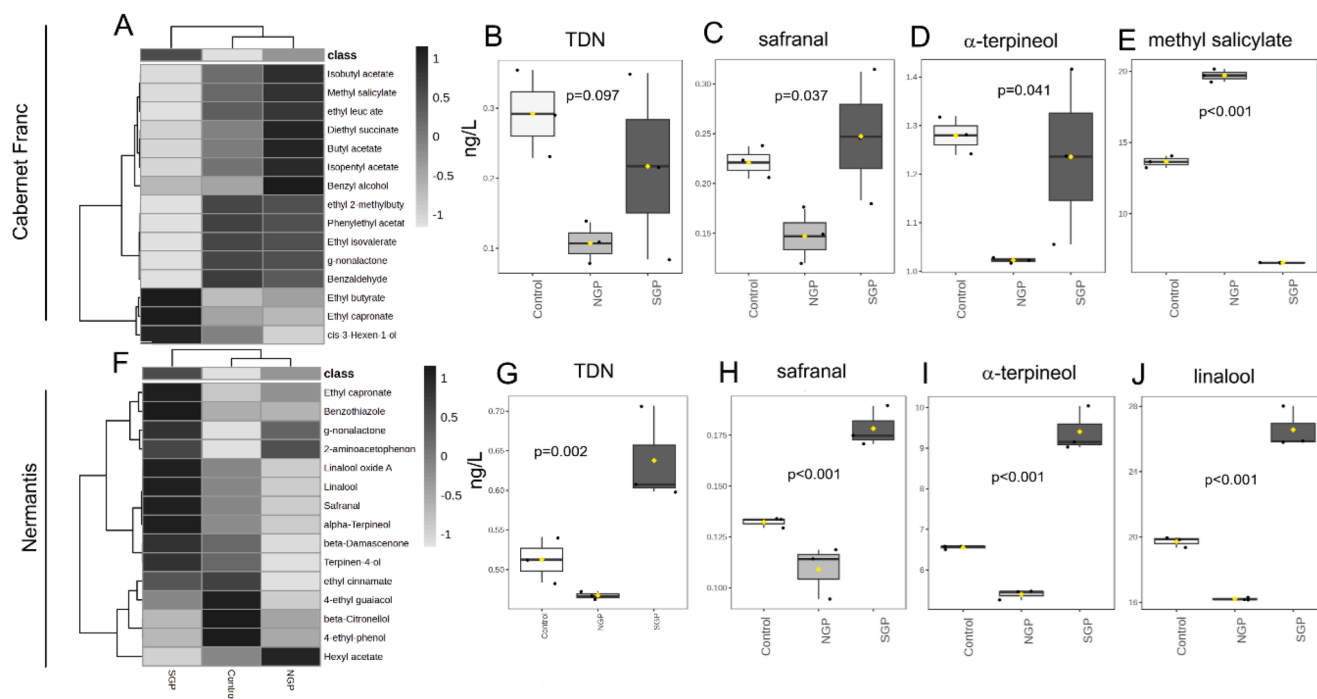 Cabernet Franc
A
class
Isobutyl acetate
Methyl salicylate
ethyl leuc ate
Diethyl succinate
Butyl acetate
Isopentyl acetate
Benzyl alcohol
ethyl 2-methylbuty
Phenylethyl acetat
Ethyl isovalerate
g-nonalactone
Benzaldehyde
Ethyl butyrate
Ethyl capronate
cis-3-Hexen-1-ol
1
0.5
0
-0.5
-1
B
TDN
ng/L
p=0.097
0.3
0.2
0.1
Control
NGP
SGP
C
safranal
p=0.037
0.30
0.25
0.20
0.15
Control
NGP
SGP
D
α-terpineol
p=0.041
1.4
1.3
1.2
1.1
1.0
Control
NGP
SGP
E
methyl salicylate
p<0.001
20
15
10
Control
NGP
SGP
Nermantis
F
class
Ethyl capronate
Benzothiazole
g-nonalactone
2-aminoacetophenon
Linalool oxide A
Linalool
Safranal
alpha-Terpineol
beta-Damascenone
Terpinen-4-ol
ethyl cinnamate
4-ethyl guaiacol
beta-Citronellol
4-ethyl-phenol
Hexyl acetate
SGP
Contro
NGP
1
0.5
0
-0.5
-1
G
TDN
ng/L
p=0.002
0.70
0.65
0.60
0.55
0.50
Control
NGP
SGP
H
safranal
p<0.001
0.175
0.150
0.125
0.100
Control
NGP
SGP
I
α-terpineol
p<0.001
10
9
8
7
6
Control
NGP
SGP
J
linalool
p<0.001
28
24
20
16
Control
NGP
SGP